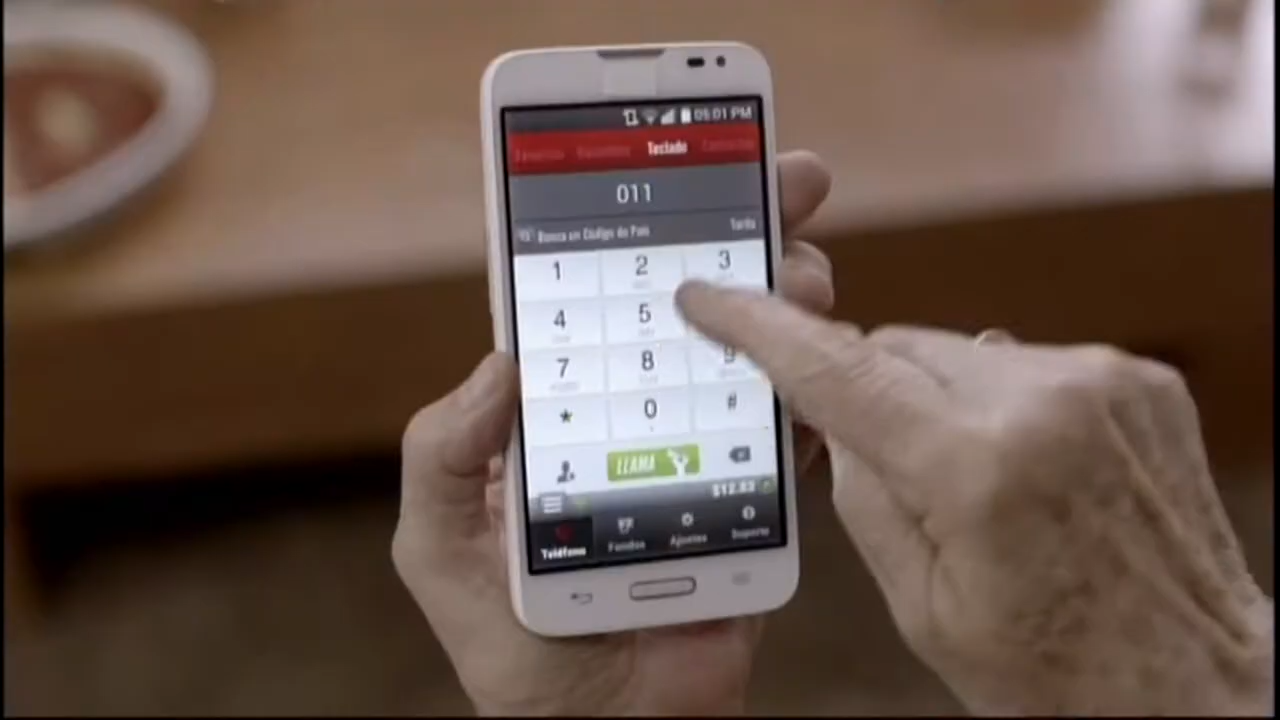 05:01 PM
Teclado
011
Busca un Código de País Tarifa
1 2 3
4 5
7 8 9
* 0 #
LLAMA
$12.82
Teléfono Fondos Ajustes Soporte